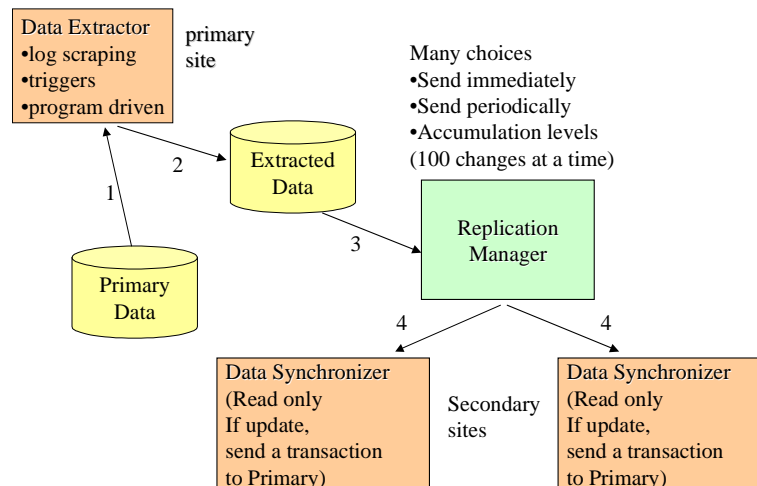 Data Extractor
•log scraping
•triggers
•program driven
primary
site
Many choices
•Send immediately
•Send periodically
•Accumulation levels
(100 changes at a time)
2
Extracted
Data
1
3
Replication
Manager
Primary
Data
4
4
Data Synchronizer
(Read only
If update,
send a transaction
to Primary)
Secondary
sites
Data Synchronizer
(Read only
If update,
send a transaction
to Primary)